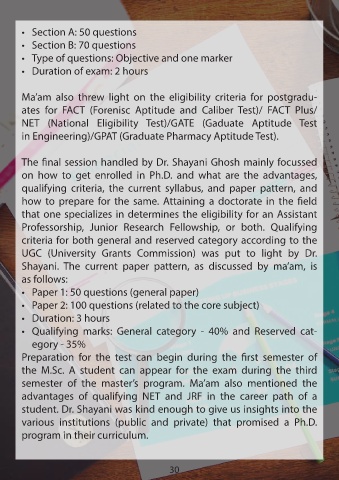 • Section A: 50 questions
• Section B: 70 questions
• Type of questions: Objective and one marker
• Duration of exam: 2 hours
Ma'am also threw light on the eligibility criteria for postgradu-
ates for FACT (Forenisc Aptitude and Caliber Test)/ FACT Plus/
NET (National Eligibility Test)/GATE (Gaduate Aptitude Test
in Engineering)/GPAT (Graduate Pharmacy Aptitude Test).
The final session handled by Dr. Shayani Ghosh mainly focussed
on how to get enrolled in Ph.D. and what are the advantages,
qualifying criteria, the current syllabus, and paper pattern, and
how to prepare for the same. Attaining a doctorate in the field
that one specializes in determines the eligibility for an Assistant
Professorship, Junior Research Fellowship, or both. Qualifying
criteria for both general and reserved category according to the
UGC (University Grants Commission) was put to light by Dr.
Shayani. The current paper pattern, as discussed by ma'am, is
as follows:
• Paper 1: 50 questions (general paper)
• Paper 2: 100 questions (related to the core subject)
• Duration: 3 hours
• Qualifying marks: General category - 40% and Reserved cat-
egory - 35%
Preparation for the test can begin during the first semester of
the M.Sc. A student can appear for the exam during the third
semester of the master's program. Ma'am also mentioned the
advantages of qualifying NET and JRF in the career path of a
student. Dr. Shayani was kind enough to give us insights into the
various institutions (public and private) that promised a Ph.D.
program in their curriculum.
30